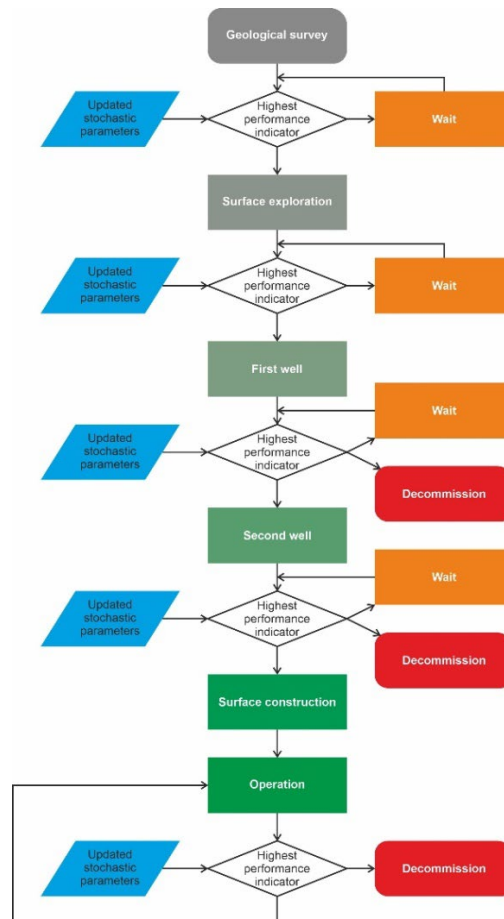 Geological survey
Updated
stochastic
parameters
Highest
performance
indicator
Wait
Surface exploration
Updated
stochastic
parameters
Highest
performance
indicator
Wait
First well
Wait
Updated
stochastic
parameters
Highest
performance
indicator
Decommission
Second well
Wait
Updated
stochastic
parameters
Highest
performance
indicator
Decommission
Surface construction
Operation
Updated
stochastic
parameters
Highest
performance
indicator
Decommission